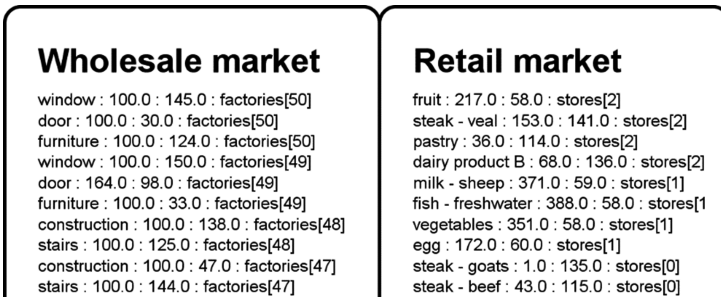 Wholesale market
window : 100.0 : 145.0 : factories[50]
door : 100.0 : 30.0 : factories[50]
furniture : 100.0 : 124.0 : factories[50]
window : 100.0 : 150.0 : factories[49]
door : 164.0 : 98.0 : factories[49]
furniture : 100.0 : 33.0 : factories[49]
construction : 100.0 : 138.0 : factories[48]
stairs : 100.0 : 125.0 : factories[48]
construction : 100.0 : 47.0 : factories[47]
stairs : 100.0 : 144.0 : factories[47]
Retail market
fruit : 217.0 : 58.0 : stores[2]
steak - veal : 153.0 : 141.0 : stores[2]
pastry : 36.0 : 114.0 : stores[2]
dairy product B : 68.0 : 136.0 : stores[2]
milk - sheep : 371.0 : 59.0 : stores[1]
fish - freshwater : 388.0 : 58.0 : stores[1
vegetables : 351.0 : 58.0 : stores[1]
egg : 172.0 : 60.0 : stores[1]
steak - goats : 1.0 : 135.0 : stores[0]
steak - beef : 43.0 : 115.0 : stores[0]